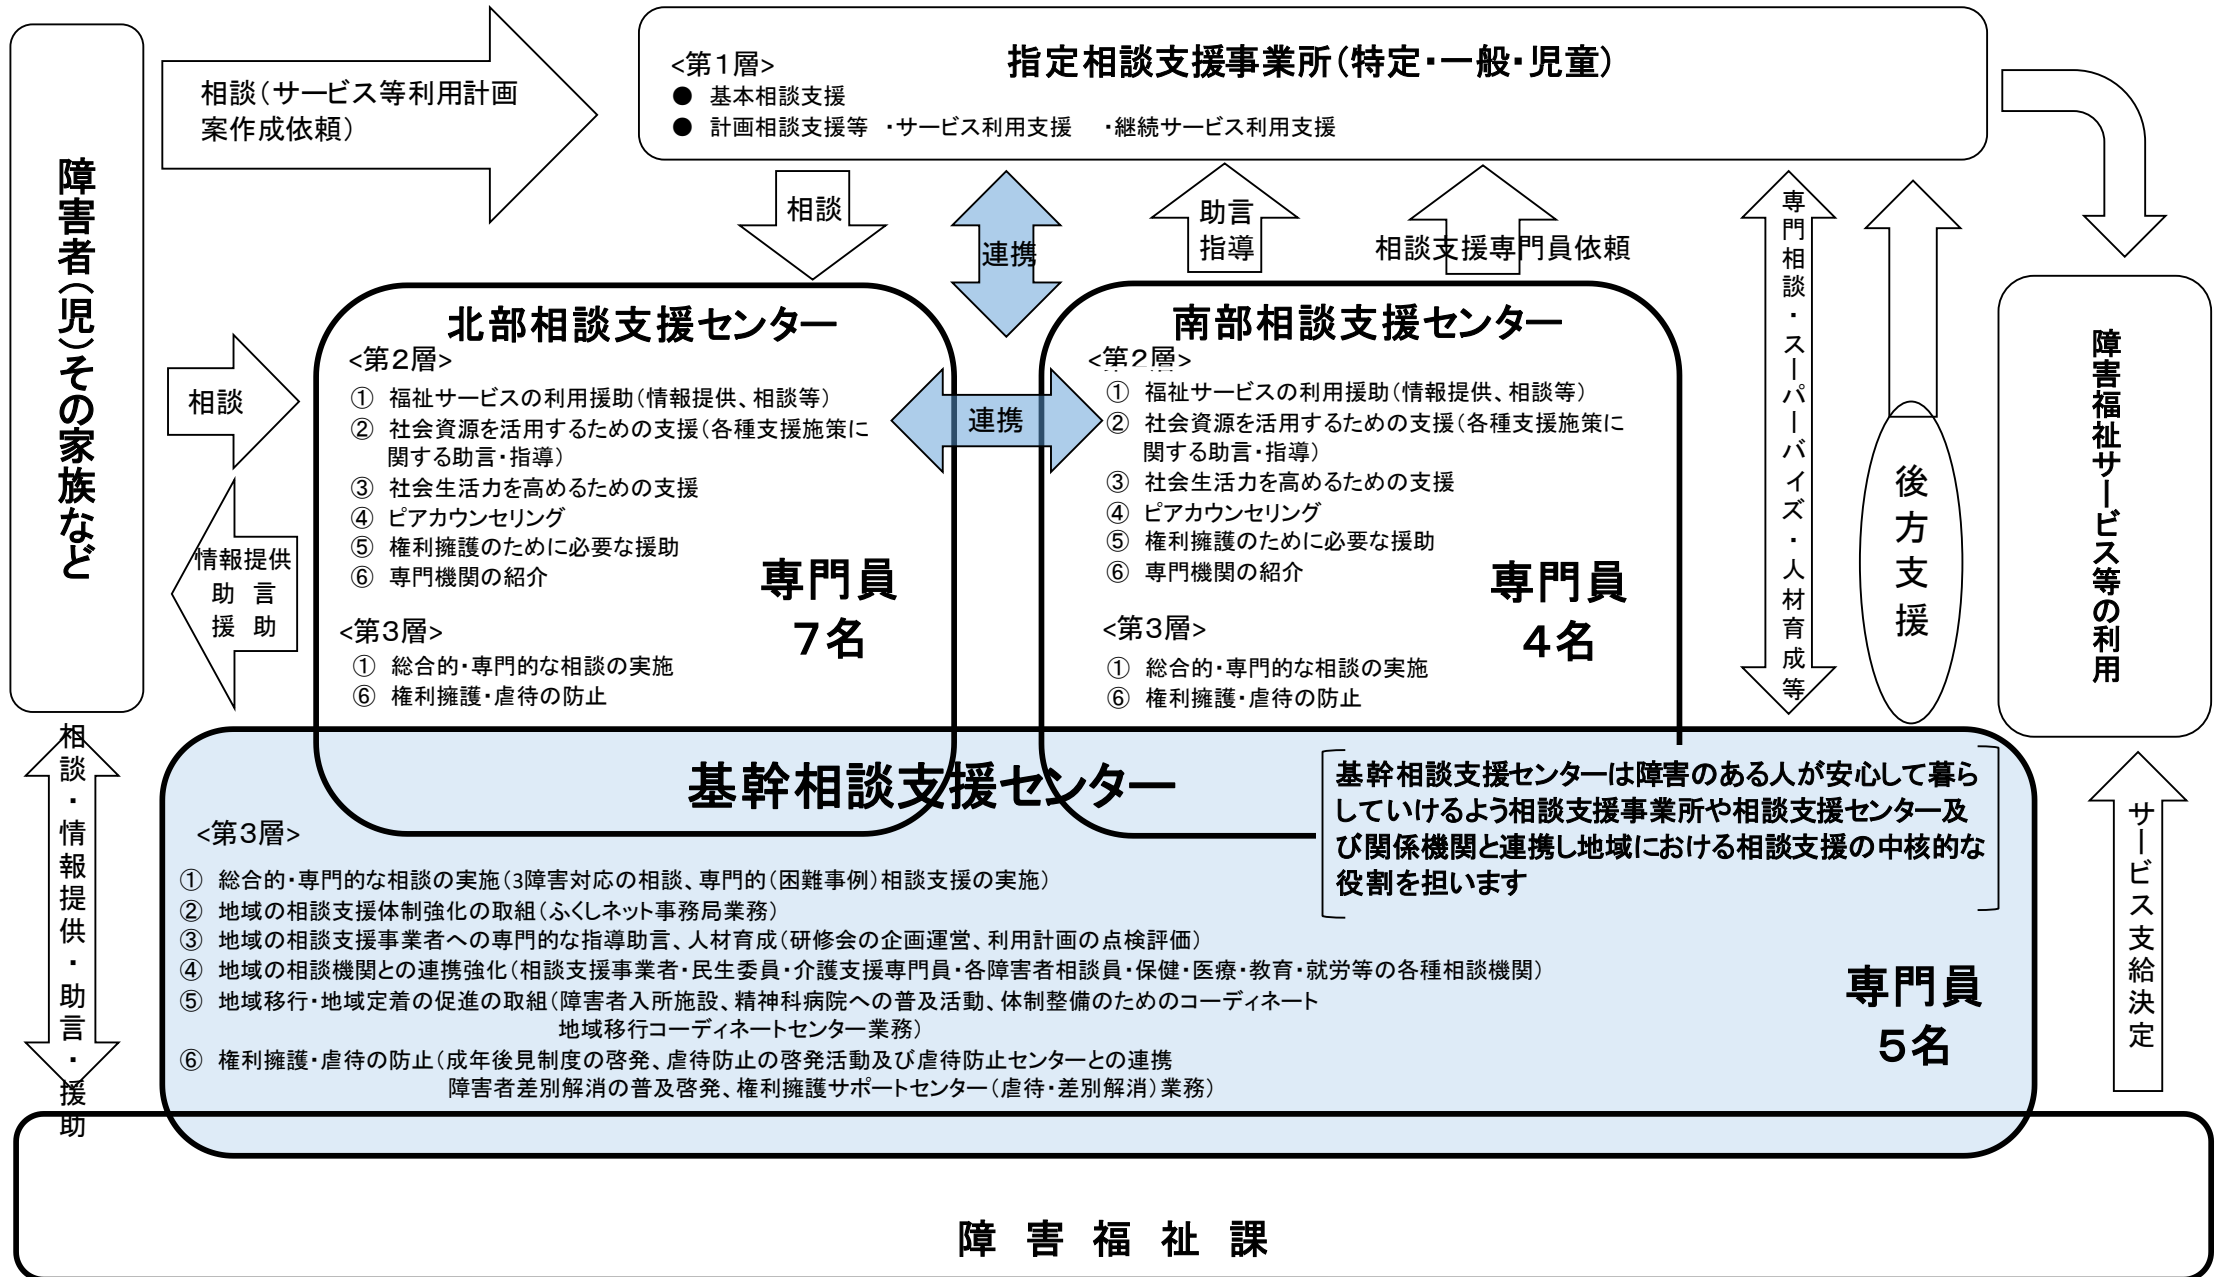 障害者（児）その家族など
相談（サービス等利用計画
案作成依頼）
<第１層>
指定相談支援事業所（特定・一般・児童）
● 基本相談支援
● 計画相談支援等 ・サービス利用支援 ・継続サービス利用支援
相談
連携
助言
指導
相談支援専門員依頼
専門相談・スーパーバイズ・人材育成等
後方支援
障害福祉サービス等の利用
相談
情報提供
助 言
援 助
北部相談支援センター
<第２層>
① 福祉サービスの利用援助（情報提供、相談等）
② 社会資源を活用するための支援（各種支援施策に
関する助言・指導）
③ 社会生活力を高めるための支援
④ ピアカウンセリング
⑤ 権利擁護のために必要な援助
⑥ 専門機関の紹介
専門員
７名
<第３層>
① 総合的・専門的な相談の実施
⑥ 権利擁護・虐待の防止
連携
南部相談支援センター
<第２層>
① 福祉サービスの利用援助（情報提供、相談等）
② 社会資源を活用するための支援（各種支援施策に
関する助言・指導）
③ 社会生活力を高めるための支援
④ ピアカウンセリング
⑤ 権利擁護のために必要な援助
⑥ 専門機関の紹介
専門員
４名
<第３層>
① 総合的・専門的な相談の実施
⑥ 権利擁護・虐待の防止
相談・情報提供・助言・援助
基幹相談支援センター
基幹相談支援センターは障害のある人が安心して暮ら
していけるよう相談支援事業所や相談支援センター及
び関係機関と連携し地域における相談支援の中核的な
役割を担います
<第３層>
① 総合的・専門的な相談の実施（3障害対応の相談、専門的（困難事例）相談支援の実施）
② 地域の相談支援体制強化の取組（ふくしネット事務局業務）
③ 地域の相談支援事業者への専門的な指導助言、人材育成（研修会の企画運営、利用計画の点検評価）
④ 地域の相談機関との連携強化（相談支援事業者・民生委員・介護支援専門員・各障害者相談員・保健・医療・教育・就労等の各種相談機関）
⑤ 地域移行・地域定着の促進の取組（障害者入所施設、精神科病院への普及活動、体制整備のためのコーディネート
地域移行コーディネートセンター業務）
⑥ 権利擁護・虐待の防止（成年後見制度の啓発、虐待防止の啓発活動及び虐待防止センターとの連携
障害者差別解消の普及啓発、権利擁護サポートセンター（虐待・差別解消）業務）
専門員
５名
サービス支給決定
障 害 福 祉 課